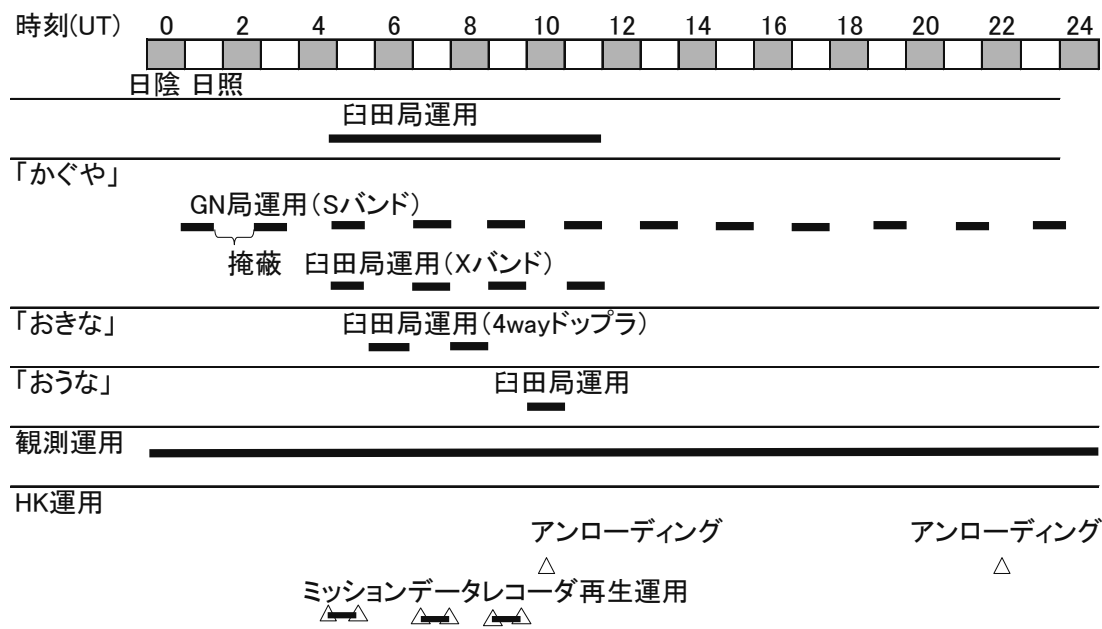 時刻(UT) 0 2 4 6 8 10 12 14 16 18 20 22 24
日陰 日照
臼田局運用
「かぐや」
GN局運用(Sバンド)
掩蔽 臼田局運用(Xバンド)
「おきな」 臼田局運用(4wayドップラ)
「おうな」 臼田局運用
観測運用
HK運用
アンローディング アンローディング
ミッションデータレコーダ再生運用